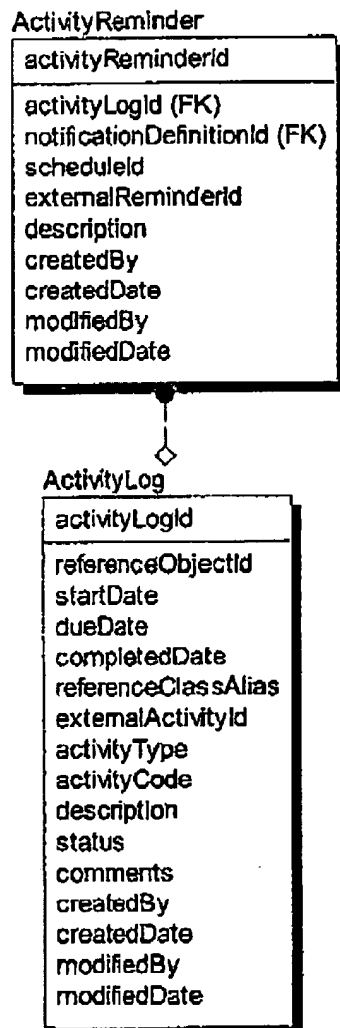 ActivityReminder
activityReminderId
activityLogId (FK)
notificationDefinitionId (FK)
scheduleId
externalReminderId
description
createdBy
createdDate
modifiedBy
modifiedDate
ActivityLog
activityLogId
referenceObjectId
startDate
dueDate
completedDate
referenceClassAlias
externalActivityId
activityType
activityCode
description
status
comments
createdBy
createdDate
modifiedBy
modifiedDate